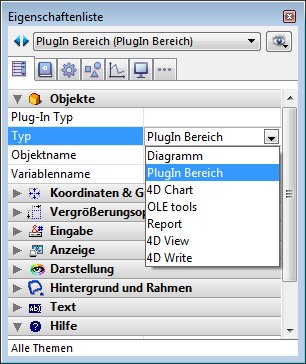 Eigenschaftenliste
PlugIn Bereich (PlugIn Bereich)
Objekte
Plug-In Typ
Typ PlugIn Bereich
Objektname
Variablenname
Diagramm
PlugIn Bereich
4D Chart
OLE tools
Report
4D View
4D Write
Koordinaten & G
Vergrößerungsop
Eingabe
Anzeige
Darstellung
Hintergrund und Rahmen
Text
Hilfe
Alle Themen